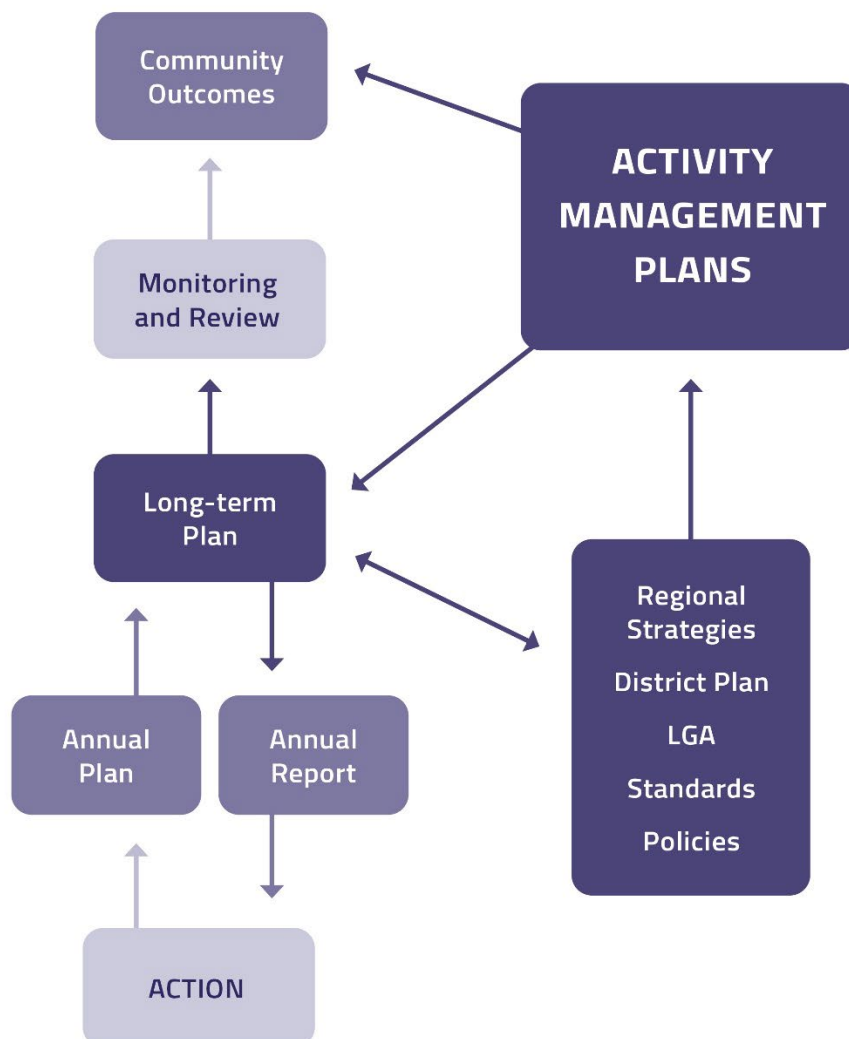 Community
Outcomes
ACTIVITY
MANAGEMENT
PLANS
Monitoring
and Review
Long-term
Plan
Regional
Strategies
District Plan
LGA
Standards
Policies
Annual
Plan
Annual
Report
ACTION